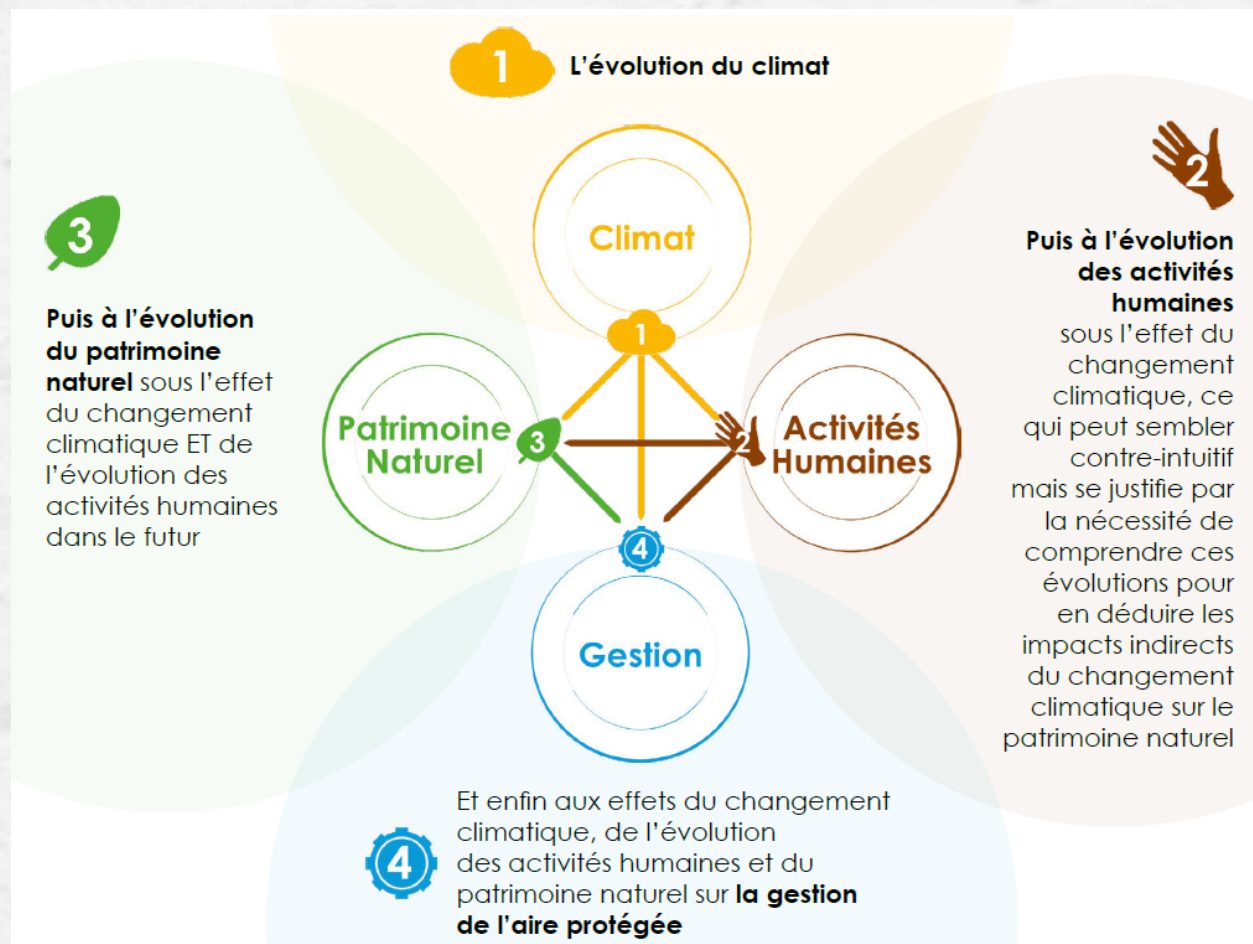 1
L'évolution du climat
Climat
1
2
Puis à l'évolution
des activités
humaines
sous l'effet du
changement
climatique, ce
qui peut sembler
contre-intuitif
mais se justifie par
la nécessité de
comprendre ces
évolutions pour
en déduire les
impacts indirects
du changement
climatique sur le
patrimoine naturel
3
Puis à l'évolution
du patrimoine
naturel sous l'effet
du changement
climatique ET de
l'évolution des
activités humaines
dans le futur
Patrimoine
Naturel
3
2
Activités
Humaines
4
Gestion
4
Et enfin aux effets du changement
climatique, de l'évolution
des activités humaines et du
patrimoine naturel sur la gestion
de l'aire protégée